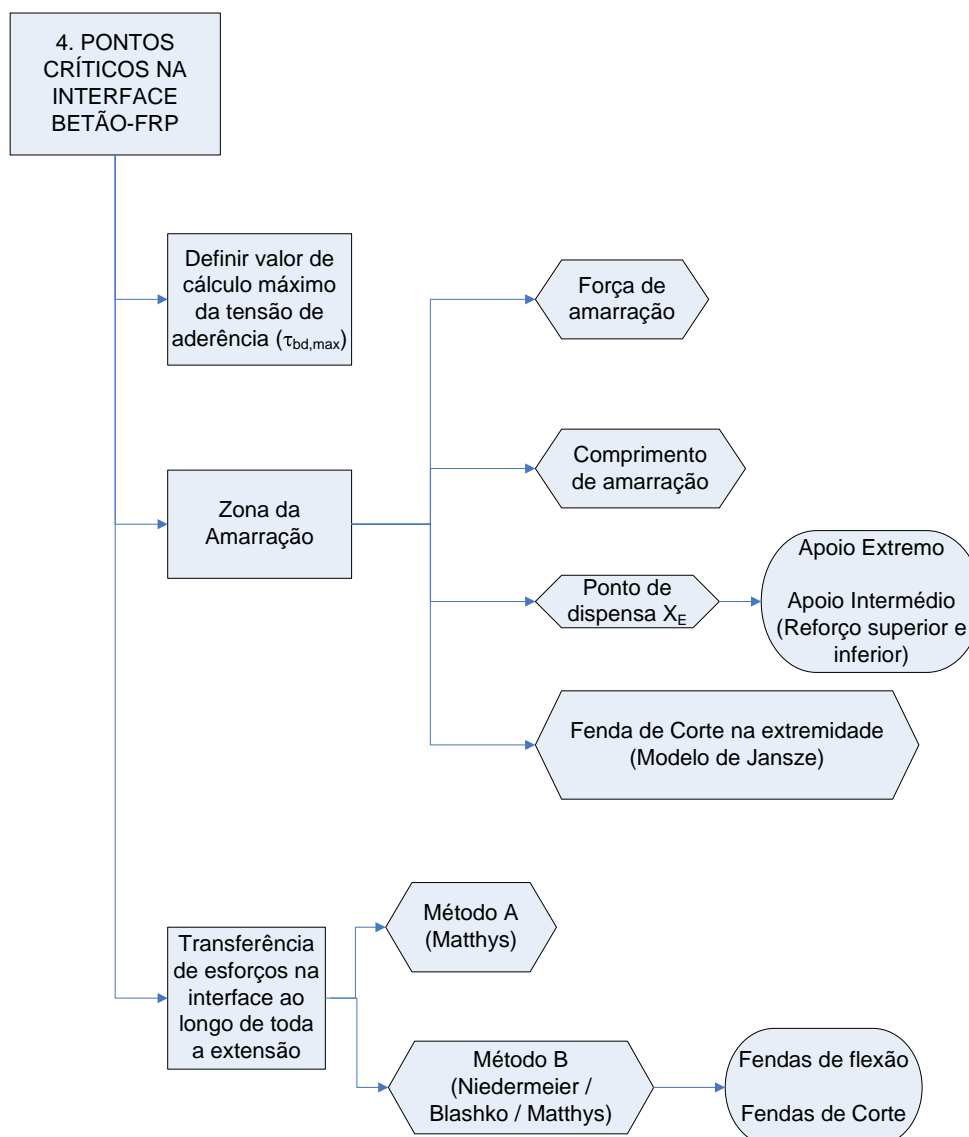 4. PONTOS
CRÍTICOS NA
INTERFACE
BETÃO-FRP
Definir valor de
cálculo máximo
da tensão de
aderência (τbd,max)
Força de
amarração
Comprimento
de amarração
Zona da
Amarração
Ponto de
dispensa XE
Apoio Extremo
Apoio Intermédio
(Reforço superior e
inferior)
Fenda de Corte na extremidade
(Modelo de Jansze)
Transferência
de esforços na
interface ao
longo de toda
a extensão
Método A
(Matthys)
Método B
(Niedermeier /
Blashko / Matthys)
Fendas de flexão
Fendas de Corte